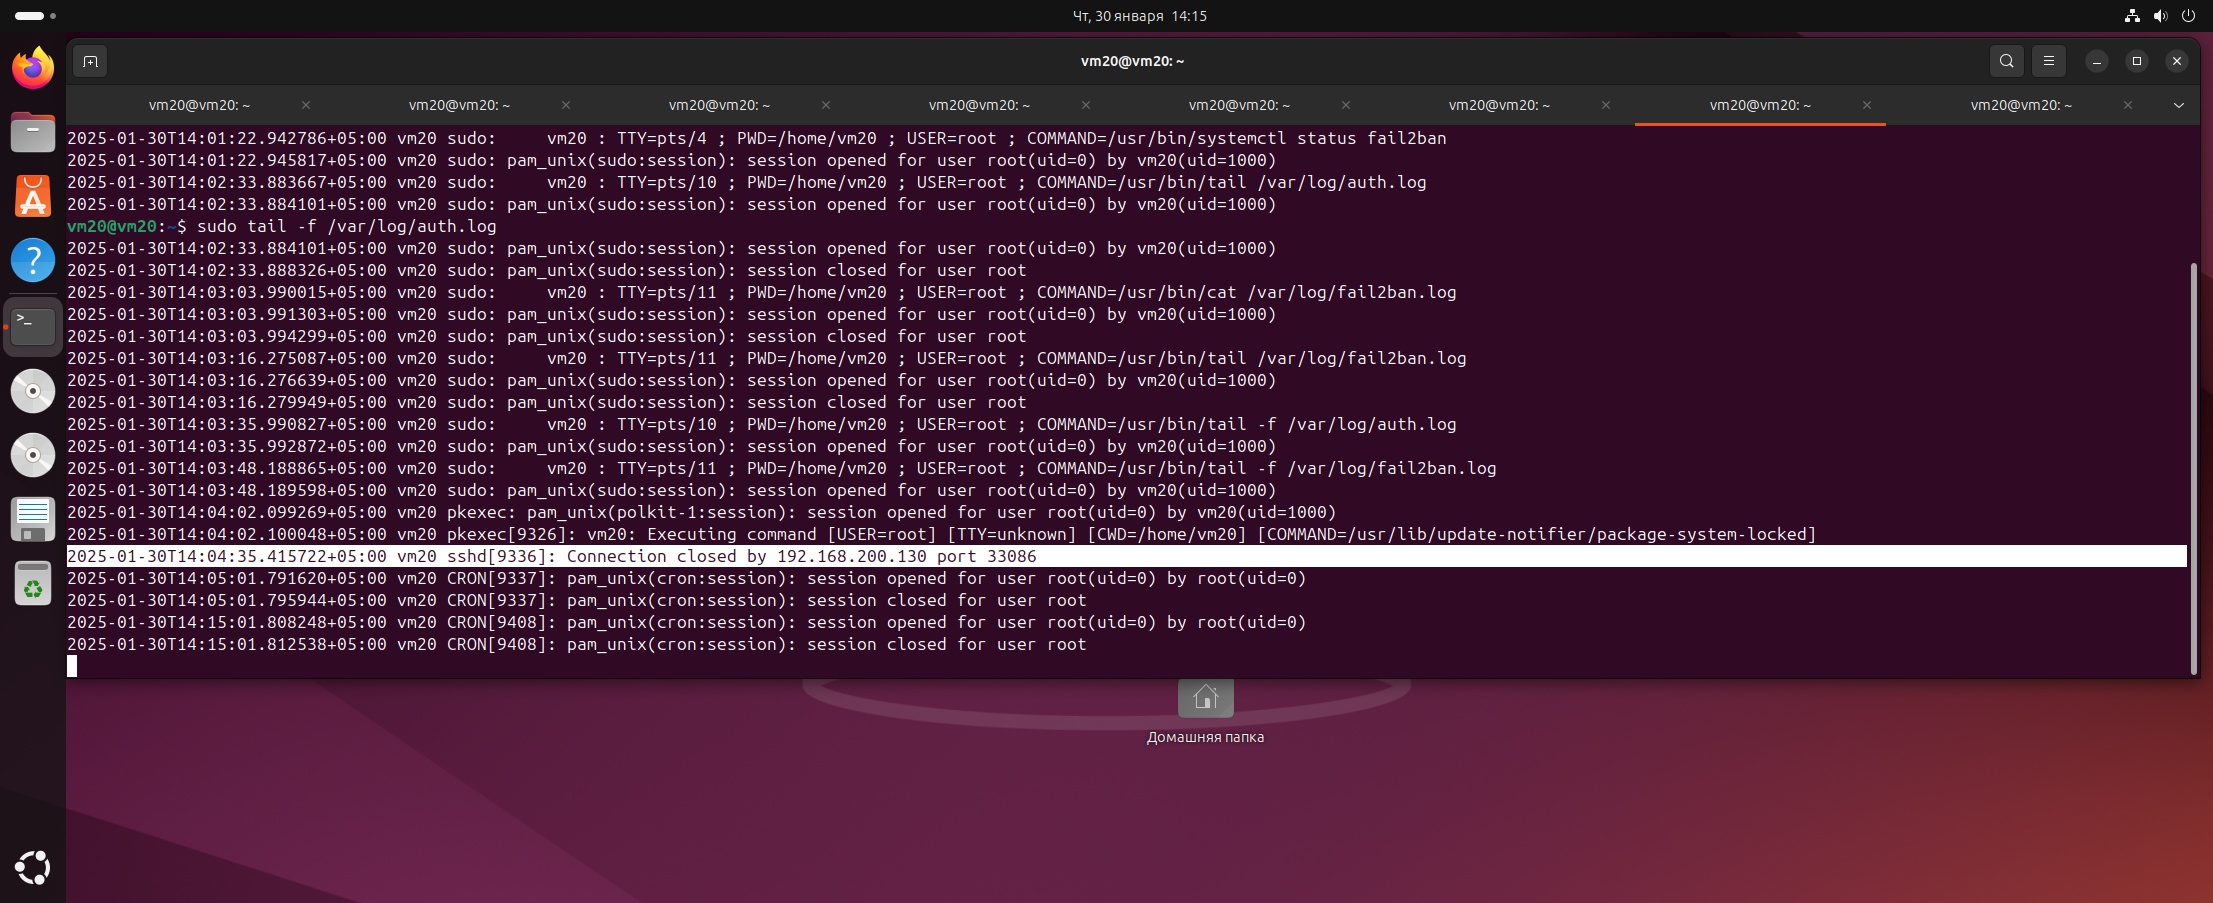 Чт, 30 января 14:15
vm20@vm20: ~
vm20@vm20: ~ vm20@vm20: ~ vm20@vm20: ~ vm20@vm20: ~ vm20@vm20: ~ vm20@vm20: ~ vm20@vm20: ~ vm20@vm20: ~
2025-01-30T14:01:22.942786+05:00 vm20 sudo:     vm20 : TTY=pts/4 ; PWD=/home/vm20 ; USER=root ; COMMAND=/usr/bin/systemctl status fail2ban
2025-01-30T14:01:22.945817+05:00 vm20 sudo: pam_unix(sudo:session): session opened for user root(uid=0) by vm20(uid=1000)
2025-01-30T14:02:33.883667+05:00 vm20 sudo:     vm20 : TTY=pts/10 ; PWD=/home/vm20 ; USER=root ; COMMAND=/usr/bin/tail /var/log/auth.log
2025-01-30T14:02:33.884101+05:00 vm20 sudo: pam_unix(sudo:session): session opened for user root(uid=0) by vm20(uid=1000)
vm20@vm20:~$ sudo tail -f /var/log/auth.log
2025-01-30T14:02:33.884101+05:00 vm20 sudo: pam_unix(sudo:session): session opened for user root(uid=0) by vm20(uid=1000)
2025-01-30T14:02:33.888326+05:00 vm20 sudo: pam_unix(sudo:session): session closed for user root
2025-01-30T14:03:03.990015+05:00 vm20 sudo:     vm20 : TTY=pts/11 ; PWD=/home/vm20 ; USER=root ; COMMAND=/usr/bin/cat /var/log/fail2ban.log
2025-01-30T14:03:03.991303+05:00 vm20 sudo: pam_unix(sudo:session): session opened for user root(uid=0) by vm20(uid=1000)
2025-01-30T14:03:03.994299+05:00 vm20 sudo: pam_unix(sudo:session): session closed for user root
2025-01-30T14:03:16.275087+05:00 vm20 sudo:     vm20 : TTY=pts/11 ; PWD=/home/vm20 ; USER=root ; COMMAND=/usr/bin/tail /var/log/fail2ban.log
2025-01-30T14:03:16.276639+05:00 vm20 sudo: pam_unix(sudo:session): session opened for user root(uid=0) by vm20(uid=1000)
2025-01-30T14:03:16.279949+05:00 vm20 sudo: pam_unix(sudo:session): session closed for user root
2025-01-30T14:03:35.990827+05:00 vm20 sudo:     vm20 : TTY=pts/10 ; PWD=/home/vm20 ; USER=root ; COMMAND=/usr/bin/tail -f /var/log/auth.log
2025-01-30T14:03:35.992872+05:00 vm20 sudo: pam_unix(sudo:session): session opened for user root(uid=0) by vm20(uid=1000)
2025-01-30T14:03:48.188865+05:00 vm20 sudo:     vm20 : TTY=pts/11 ; PWD=/home/vm20 ; USER=root ; COMMAND=/usr/bin/tail -f /var/log/fail2ban.log
2025-01-30T14:03:48.189598+05:00 vm20 sudo: pam_unix(sudo:session): session opened for user root(uid=0) by vm20(uid=1000)
2025-01-30T14:04:02.099269+05:00 vm20 pkexec: pam_unix(polkit-1:session): session opened for user root(uid=0) by vm20(uid=1000)
2025-01-30T14:04:02.100048+05:00 vm20 pkexec[9326]: vm20: Executing command [USER=root] [TTY=unknown] [CWD=/home/vm20] [COMMAND=/usr/lib/update-notifier/package-system-locked]
2025-01-30T14:04:35.415722+05:00 vm20 sshd[9336]: Connection closed by 192.168.200.130 port 33086
2025-01-30T14:05:01.791620+05:00 vm20 CRON[9337]: pam_unix(cron:session): session opened for user root(uid=0) by root(uid=0)
2025-01-30T14:05:01.795944+05:00 vm20 CRON[9337]: pam_unix(cron:session): session closed for user root
2025-01-30T14:15:01.808248+05:00 vm20 CRON[9408]: pam_unix(cron:session): session opened for user root(uid=0) by root(uid=0)
2025-01-30T14:15:01.812538+05:00 vm20 CRON[9408]: pam_unix(cron:session): session closed for user root
Домашняя папка